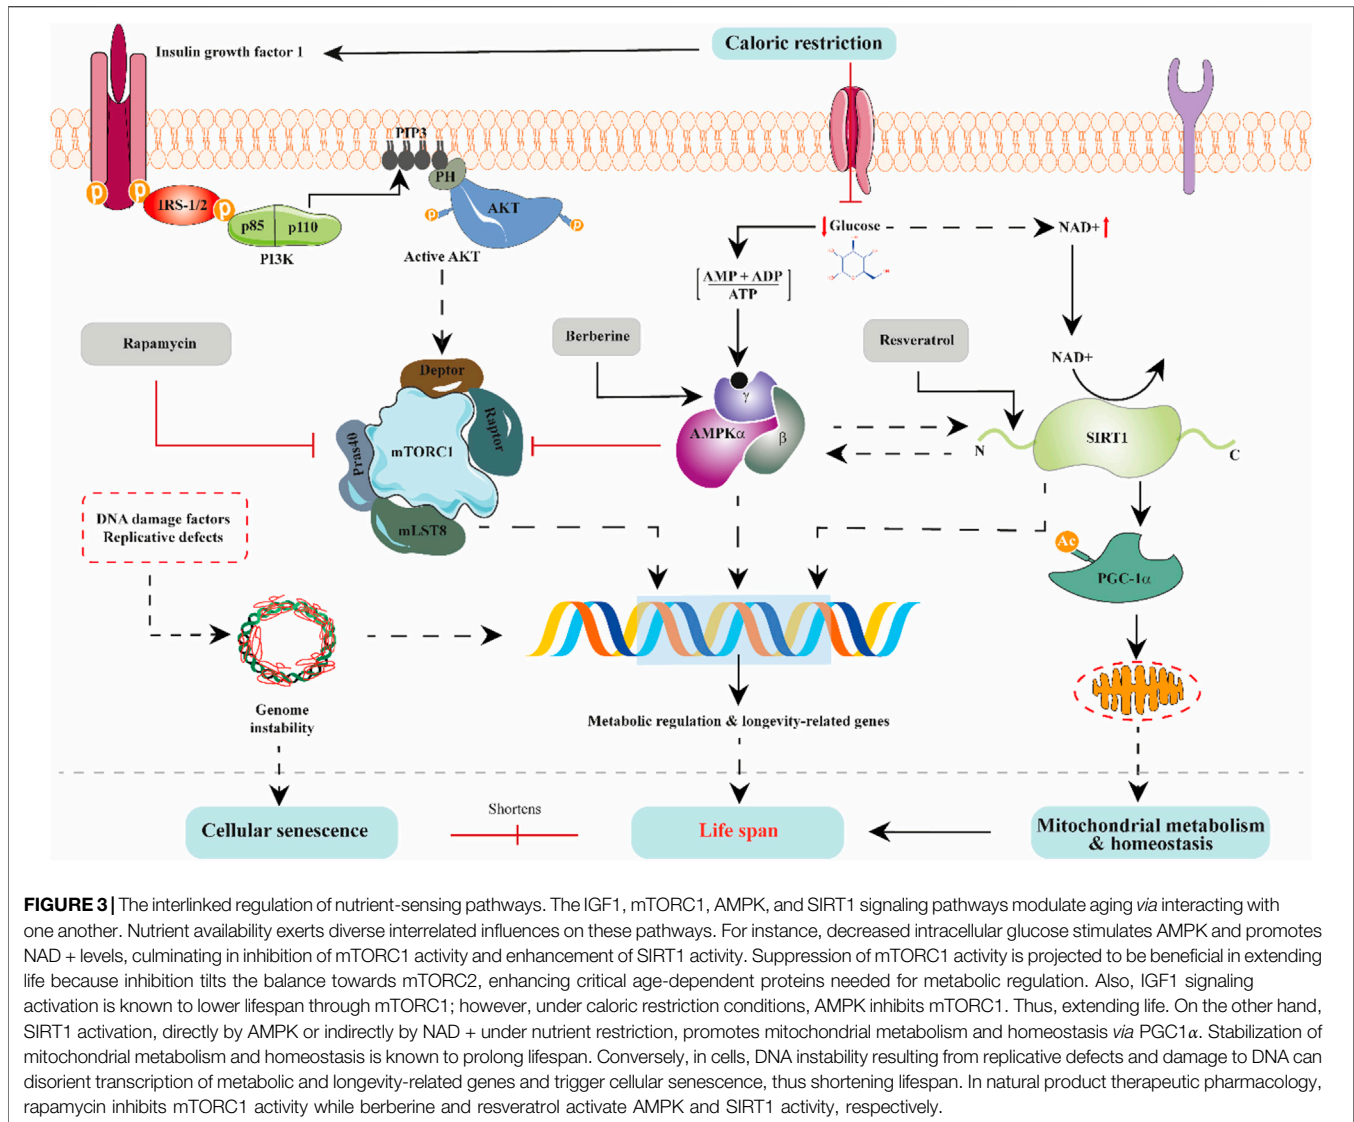 Insulin growth factor 1
Caloric restriction
PIP3
PH
p
p
IRS-1/2
p
p85
p110
PI3K
p
AKT
p
Active AKT
Glucose
NAD+
AMP + ADP
ATP
Rapamycin
Berberine
Resveratrol
NAD+
Deptor
Raptor
Pras40
mTORC1
mLST8
γ
AMPKα
β
N
SIRT1
C
DNA damage factors
Replicative defects
Ac
PGC-1α
Genome
instability
Metabolic regulation & longevity-related genes
Cellular senescence
Shortens
Life span
Mitochondrial metabolism
& homeostasis
FIGURE 3 | The interlinked regulation of nutrient-sensing pathways. The IGF1, mTORC1, AMPK, and SIRT1 signaling pathways modulate aging via interacting with
one another. Nutrient availability exerts diverse interrelated influences on these pathways. For instance, decreased intracellular glucose stimulates AMPK and promotes
NAD + levels, culminating in inhibition of mTORC1 activity and enhancement of SIRT1 activity. Suppression of mTORC1 activity is projected to be beneficial in extending
life because inhibition tilts the balance towards mTORC2, enhancing critical age-dependent proteins needed for metabolic regulation. Also, IGF1 signaling
activation is known to lower lifespan through mTORC1; however, under caloric restriction conditions, AMPK inhibits mTORC1. Thus, extending life. On the other hand,
SIRT1 activation, directly by AMPK or indirectly by NAD + under nutrient restriction, promotes mitochondrial metabolism and homeostasis via PGC1α. Stabilization of
mitochondrial metabolism and homeostasis is known to prolong lifespan. Conversely, in cells, DNA instability resulting from replicative defects and damage to DNA can
disorient transcription of metabolic and longevity-related genes and trigger cellular senescence, thus shortening lifespan. In natural product therapeutic pharmacology,
rapamycin inhibits mTORC1 activity while berberine and resveratrol activate AMPK and SIRT1 activity, respectively.